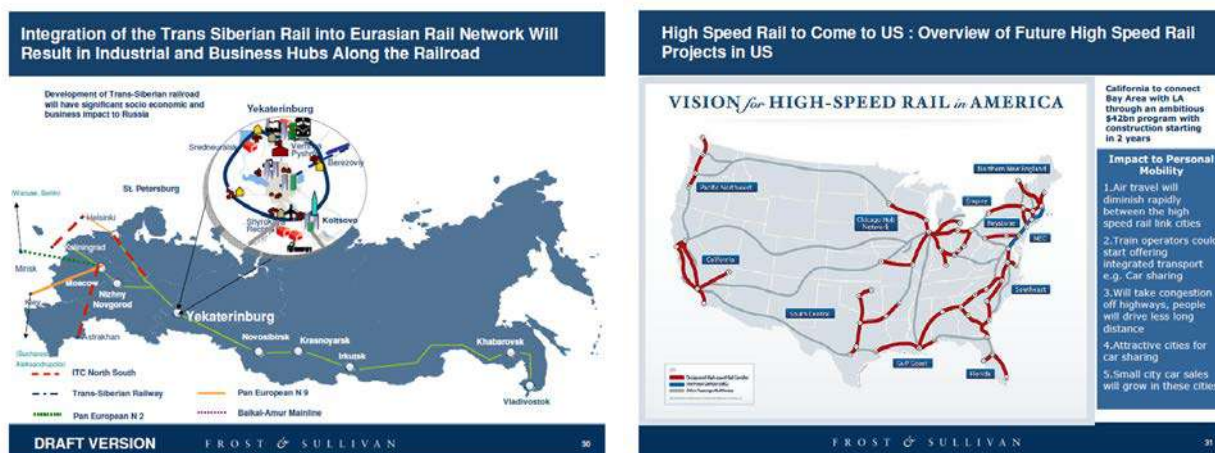 Integration of the Trans Siberian Rail into Eurasian Rail Network Will
Result in Industrial and Business Hubs Along the Railroad
Development of Trans-Siberian railroad
will have significant socio economic and
business impact to Russia
Yekaterinburg
Sredneuralsk
Berezoviy
Koltsovo
St. Petersburg
Helsinki
Kaliningrad
Minsk
Moscow
Nizhny
Novgorod
Kiev
Astrakhan
Yekaterinburg
Novosibirsk
Krasnoyarsk
Irkutsk
Khabarovsk
Vladivostok
ITC North South
Trans-Siberian Railway
Pan European N 2
Pan European N 9
Baikal-Amur Mainline
DRAFT VERSION
FROST & SULLIVAN
30
High Speed Rail to Come to US : Overview of Future High Speed Rail
Projects in US
VISION for HIGH-SPEED RAIL in AMERICA
Pacific Northwest
California
South Central
Gulf Coast
Chicago Hub
Network
Empire
Keystone
Northern New England
NEC
Southeast
Florida
California to connect
Bay Area with LA
through an ambitious
$42bn program with
construction starting
in 2 years
Impact to Personal
Mobility
1.Air travel will
diminish rapidly
between the high
speed rail link cities
2.Train operators could
start offering
integrated transport
e.g. Car sharing
3.Will take congestion
off highways, people
will drive less long
distance
4.Attractive cities for
car sharing
5.Small city car sales
will grow in these cities
FROST & SULLIVAN
31